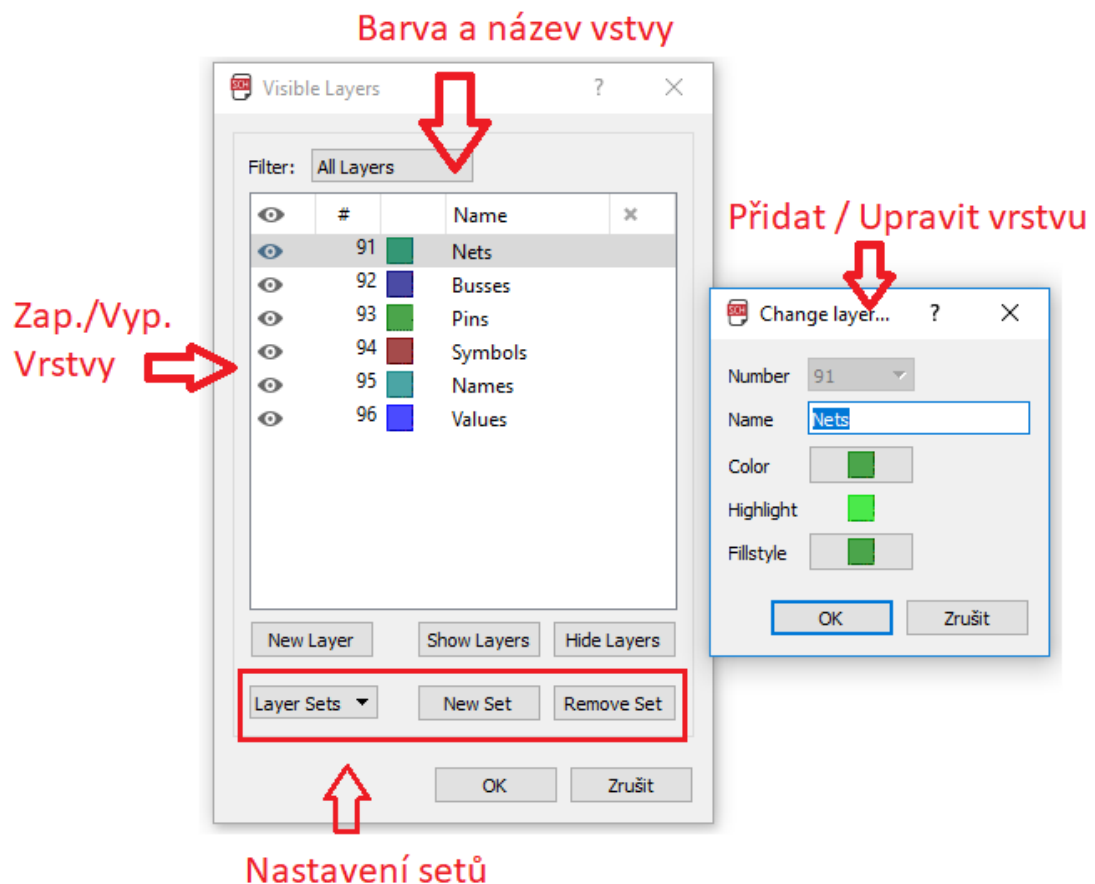 Barva a název vstvy
SCH Visible Layers ?
Filter: All Layers
# Name
91 Nets
92 Busses
93 Pins
94 Symbols
95 Names
96 Values
New Layer Show Layers Hide Layers
Layer Sets New Set Remove Set
OK Zrušit
Zap./Vyp.
Vrstvy
Přidat / Upravit vrstvu
SCH Change layer... ?
Number 91
Name Nets
Color
Highlight
Fillstyle
OK Zrušit
Nastavení setů